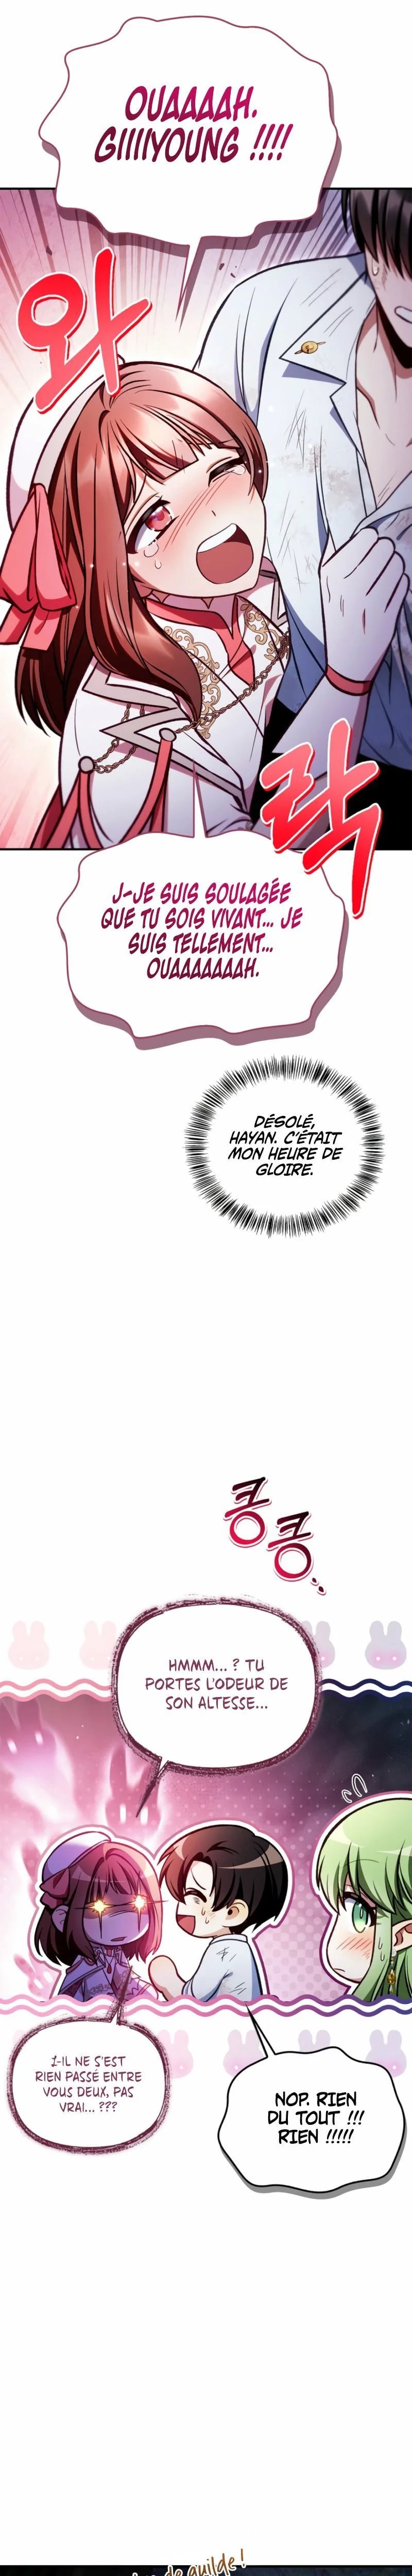 OUAAAAH.
GIIIIYOUNG !!!!
와
락
J-JE SUIS SOULAGÉE
QUE TU SOIS VIVANT... JE
SUIS TELLEMENT...
OUAAAAAAAH.
DÉSOLÉ,
HAYAN. C'ÉTAIT
MON HEURE DE
GLOIRE.
킁
킁..
HMMM... ? TU
PORTES L'ODEUR DE
SON ALTESSE...
I-IL NE S'EST
RIEN PASSÉ ENTRE
VOUS DEUX, PAS
VRAI... ???
NOP. RIEN
DU TOUT !!!
RIEN !!!!!
de guilde !